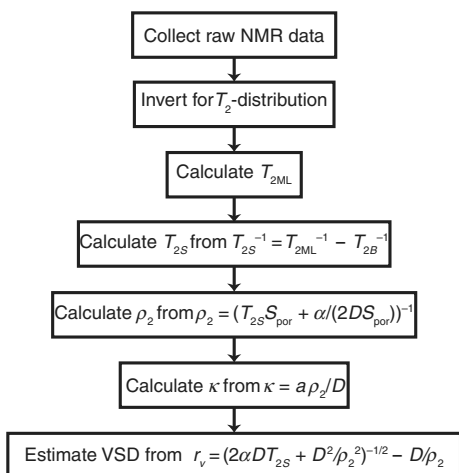 Collect raw NMR data
Invert for T₂-distribution
Calculate T₂ML
Calculate T₂S from T₂S⁻¹ = T₂ML⁻¹ − T₂B⁻¹
Calculate ρ₂ from ρ₂ = (T₂S Spor + α/(2DSpor))⁻¹
Calculate κ from κ = aρ₂/D
Estimate VSD from rᵥ = (2αDT₂S + D²/ρ₂²)⁻¹/² − D/ρ₂